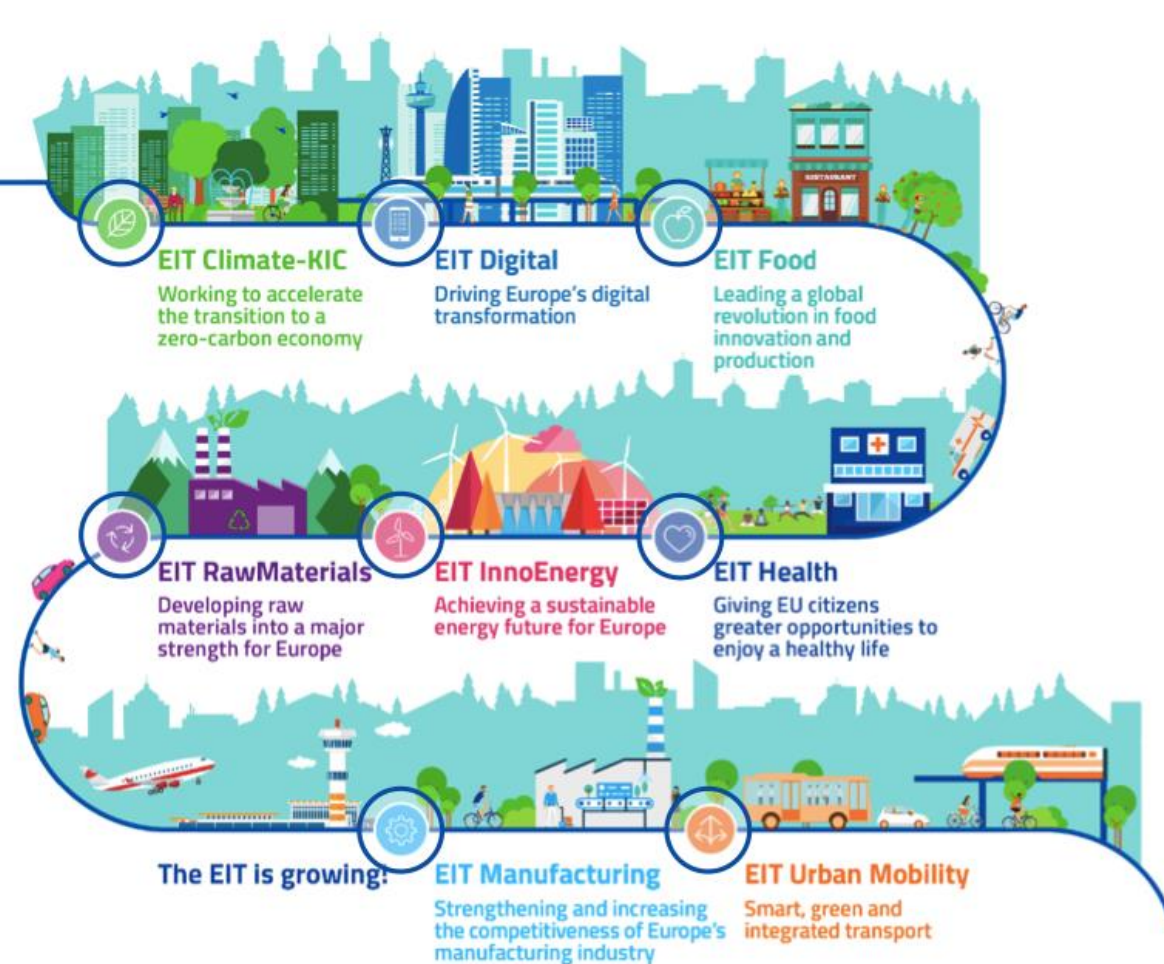 RESTAURANT
EIT Climate-KIC
Working to accelerate
the transition to a
zero-carbon economy
EIT Digital
Driving Europe's digital
transformation
EIT Food
Leading a global
revolution in food
innovation and
production
EIT RawMaterials
Developing raw
materials into a major
strength for Europe
EIT InnoEnergy
Achieving a sustainable
energy future for Europe
EIT Health
Giving EU citizens
greater opportunities to
enjoy a healthy life
The EIT is growing!
EIT Manufacturing
Strengthening and increasing
the competitiveness of Europe's
manufacturing industry
EIT Urban Mobility
Smart, green and
integrated transport